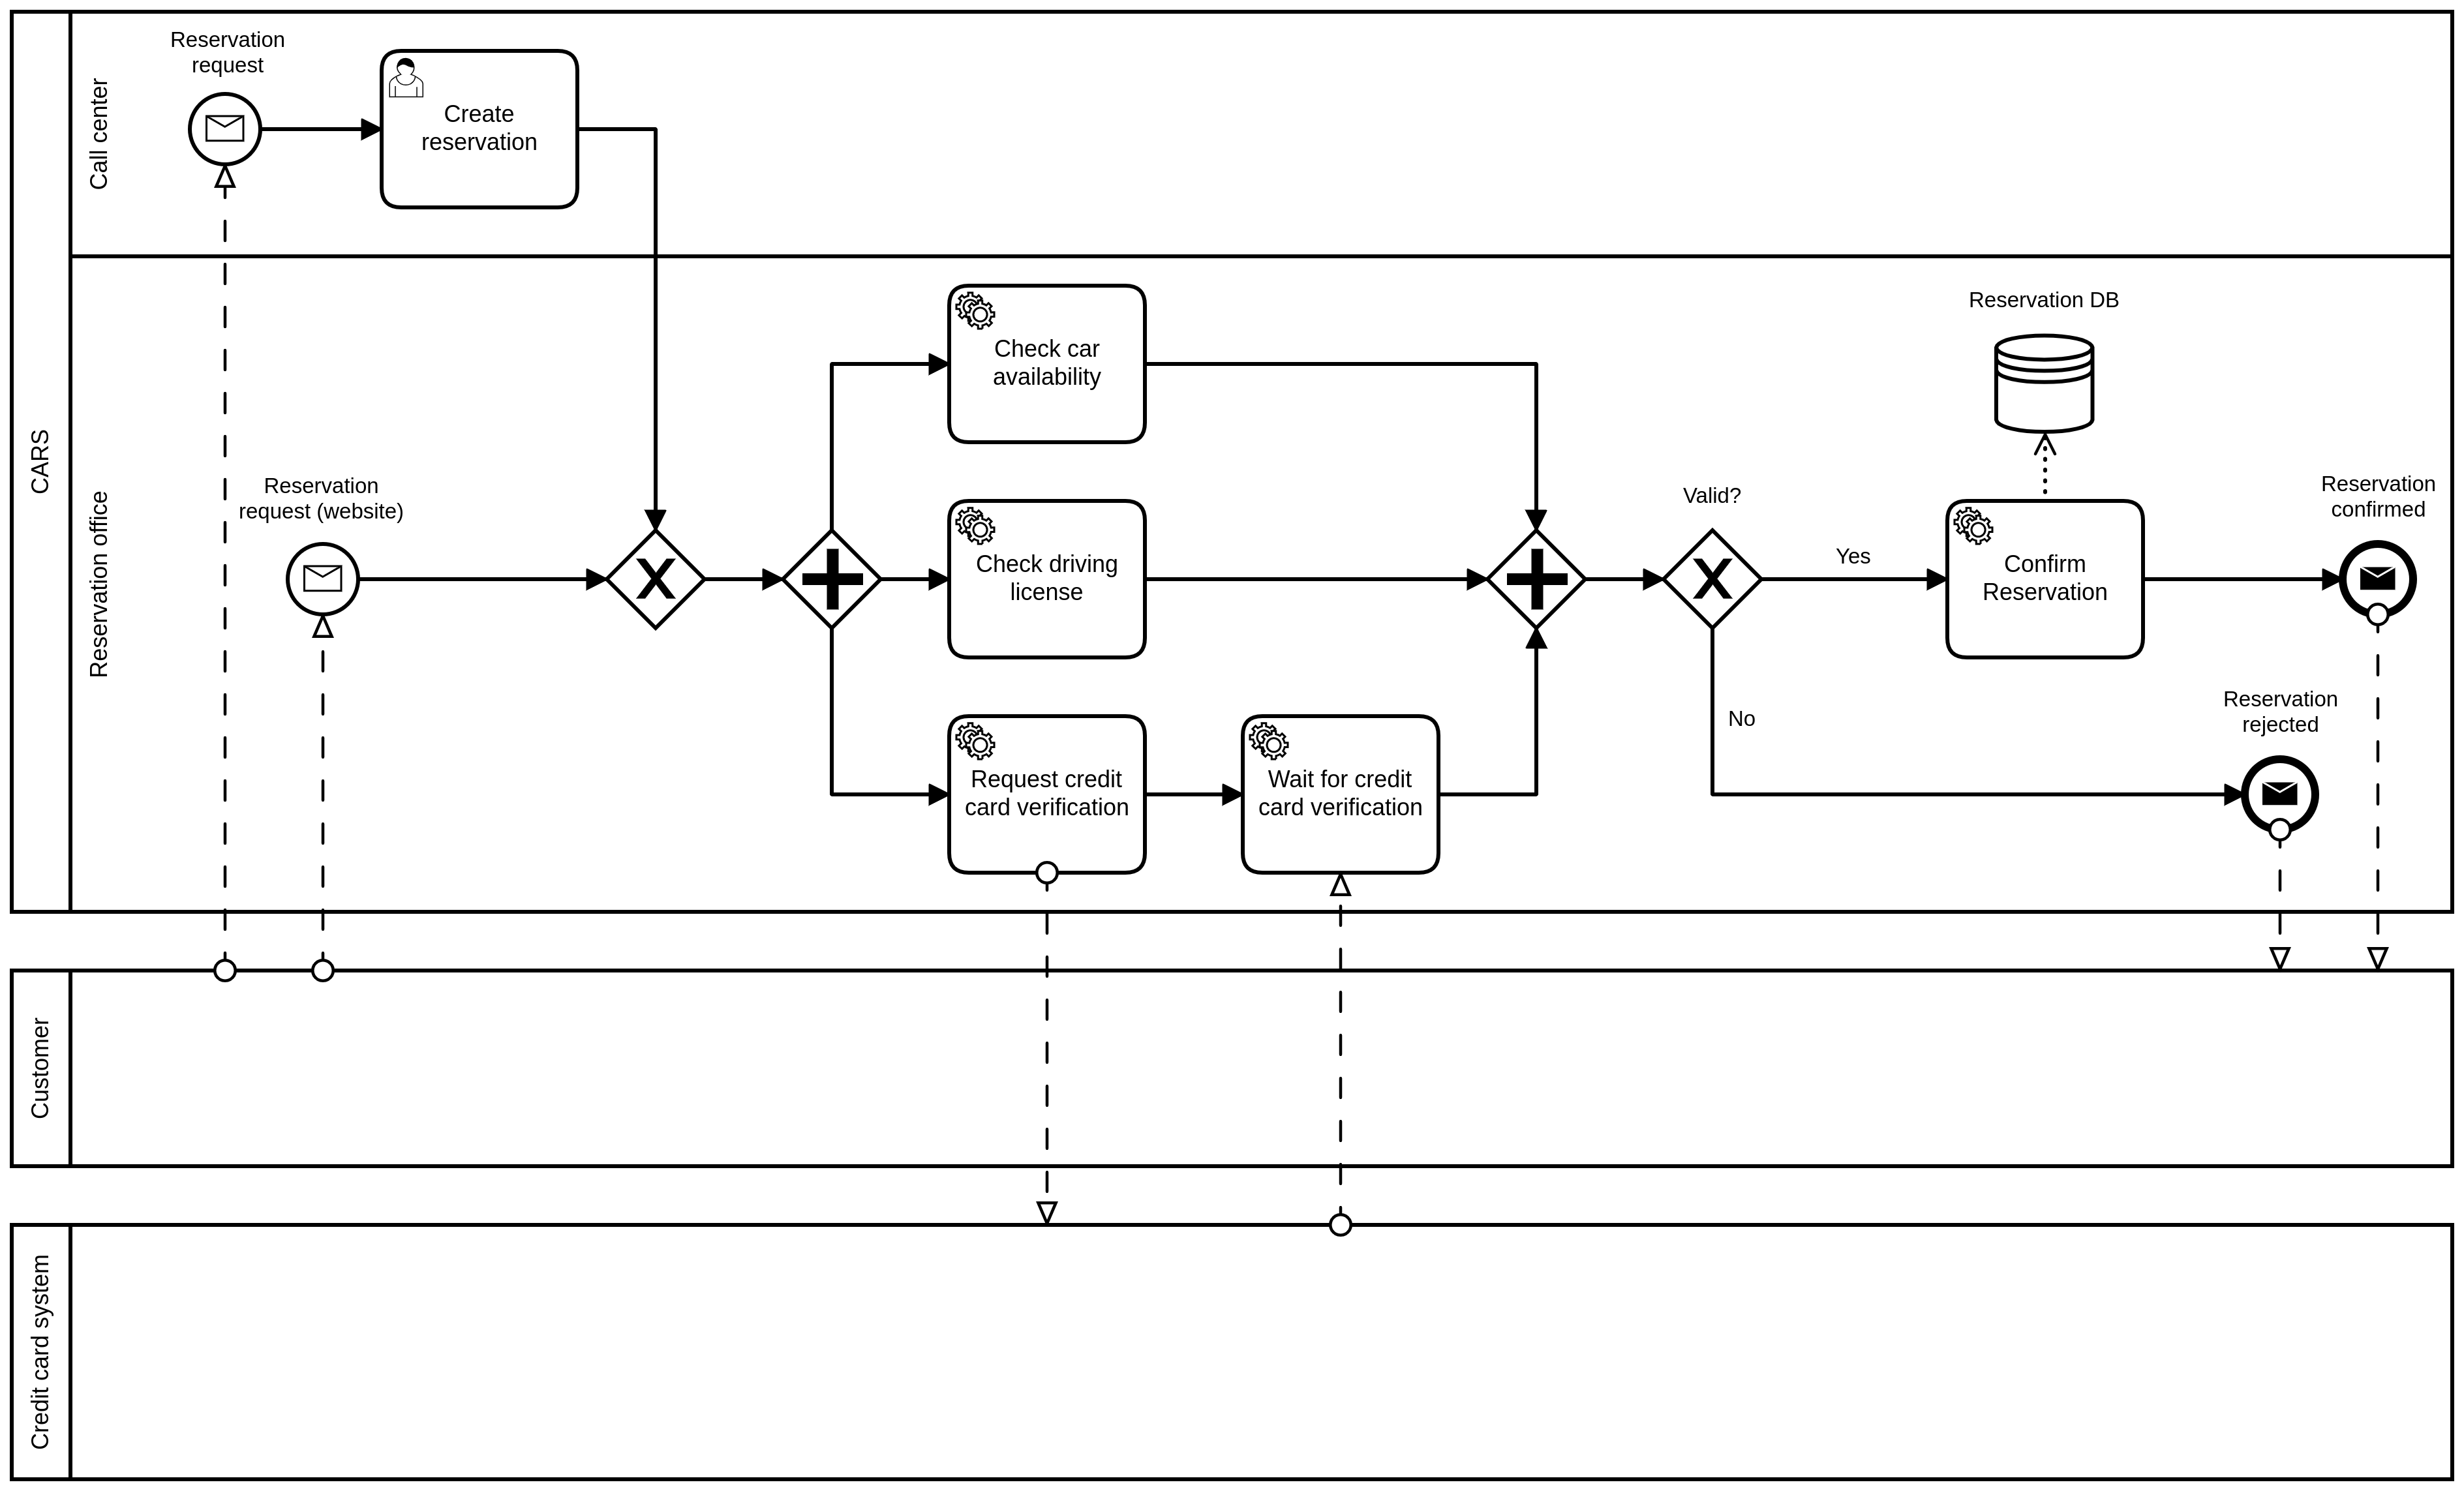 CARS
Call center
Reservation
request
Create
reservation
Reservation office
Reservation
request (website)
X
Check car
availability
Check driving
license
Request credit
card verification
Wait for credit
card verification
Valid?
X
Yes
No
Reservation DB
Confirm
Reservation
Reservation
confirmed
Reservation
rejected
Customer
Credit card system